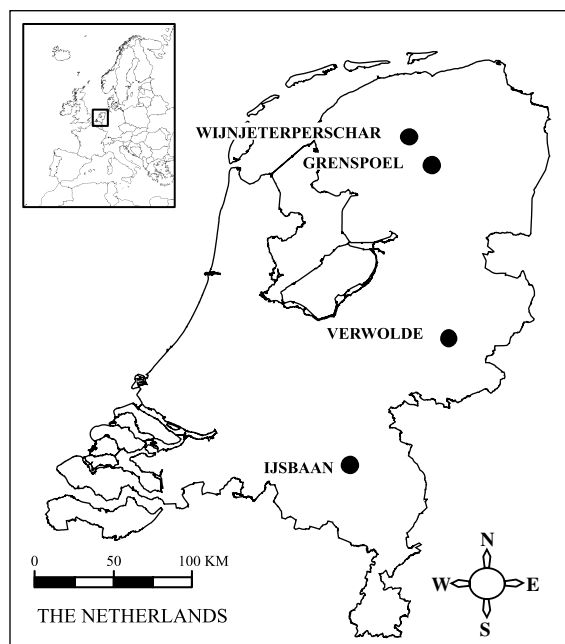 WIJNJETERPERSCHAR
GRENSPOEL
VERWOLDE
IJSBAAN
0 50 100 KM
THE NETHERLANDS
N
W E
S